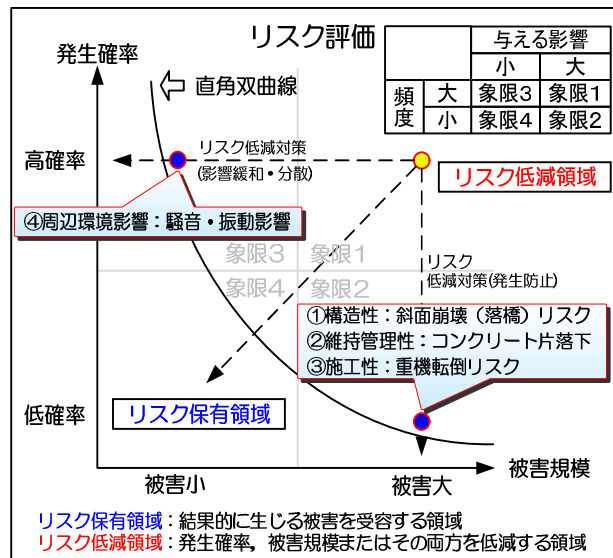 リスク評価
与える影響
小 大
頻度 大 象限3 象限1
小 象限4 象限2
発生確率
直角双曲線
高確率
リスク低減対策
(影響緩和・分散)
リスク低減領域
④周辺環境影響：騒音・振動影響
象限3 象限1
象限4 象限2
リスク
低減対策(発生防止)
①構造性：斜面崩壊（落橋）リスク
②維持管理性：コンクリート片落下
③施工性：重機転倒リスク
低確率
リスク保有領域
被害小
被害大
被害規模
リスク保有領域：結果的に生じる被害を受容する領域
リスク低減領域：発生確率，被害規模またはその両方を低減する領域